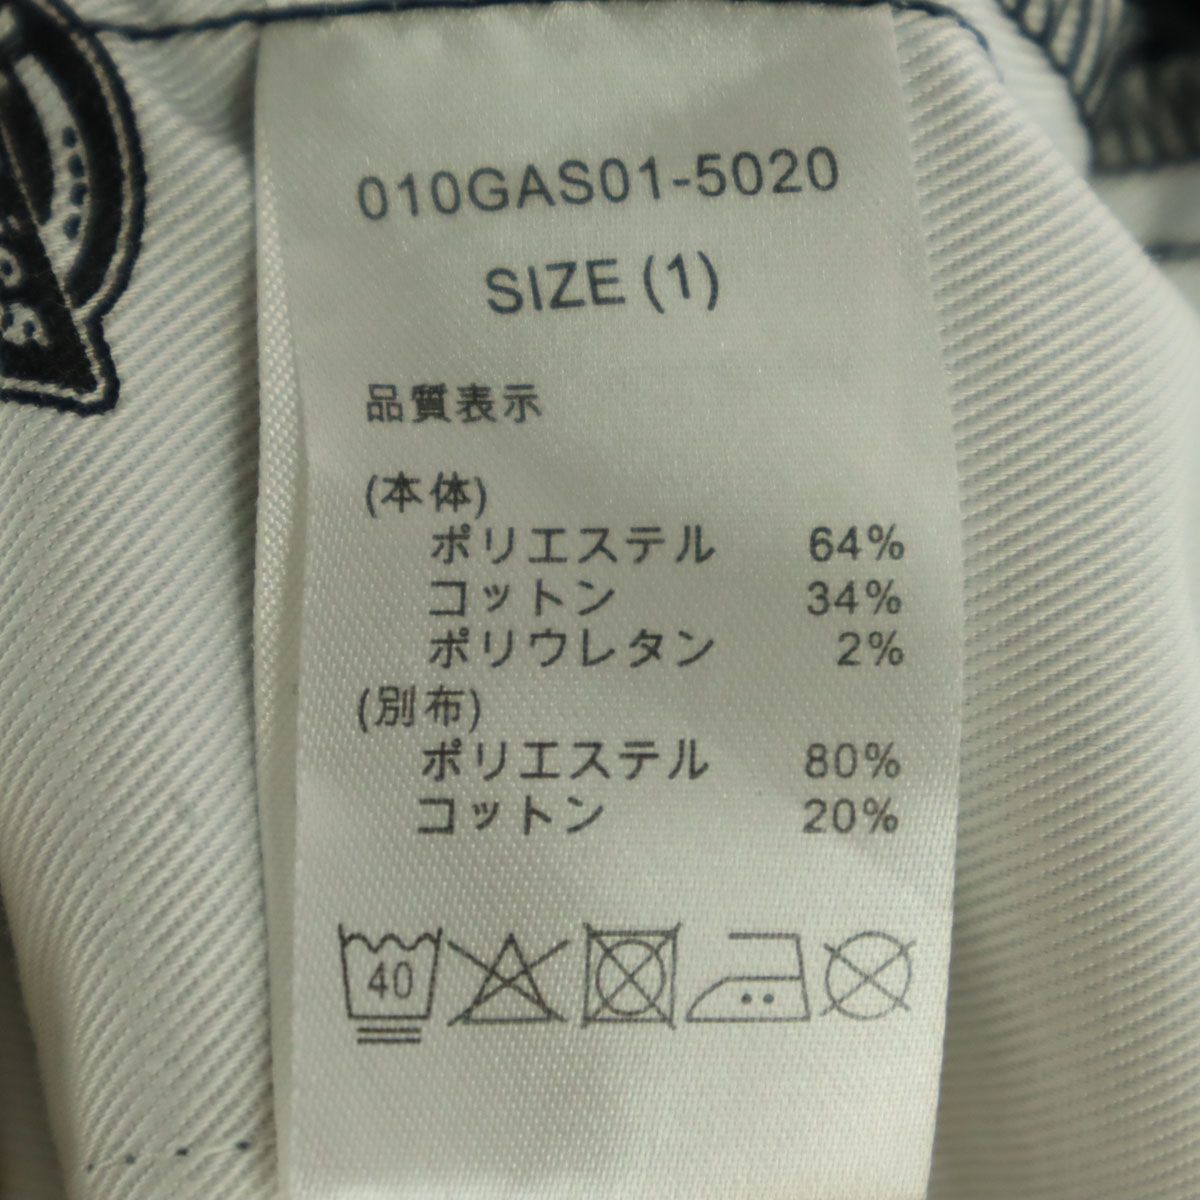 010GAS01-5020
SIZE (1)
品質表示
(本体)
ポリエステル 64%
コットン 34%
ポリウレタン 2%
(別布)
ポリエステル 80%
コットン 20%
40